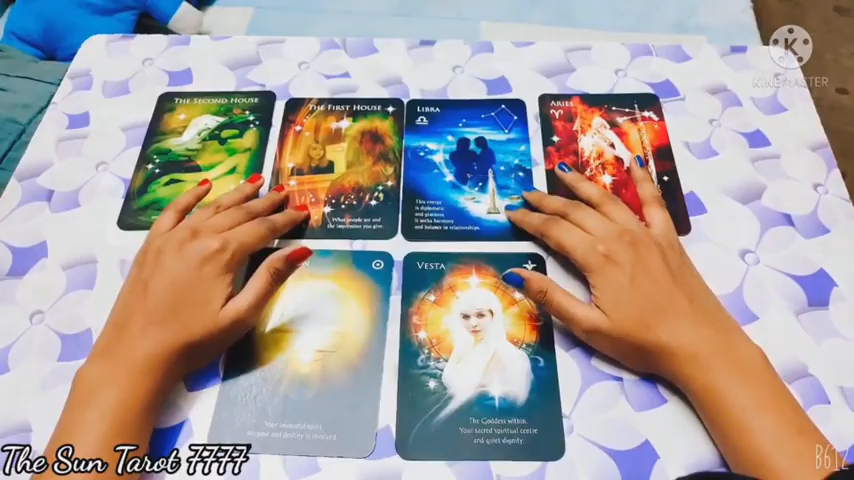 KINEMASTER
THE SECOND HOUSE
THE FIRST HOUSE
What people see and
the impression you give.
LIBRA
This energy
is diplomatic
and gracious.
It seeks harmony
and balance in relationships.
ARIES
VESTA
Your immortal spirit
and destiny is involved.
The Goddess within.
Your sacred spiritual centre
and quiet dignity.
The Sun Tarot 7777
B612